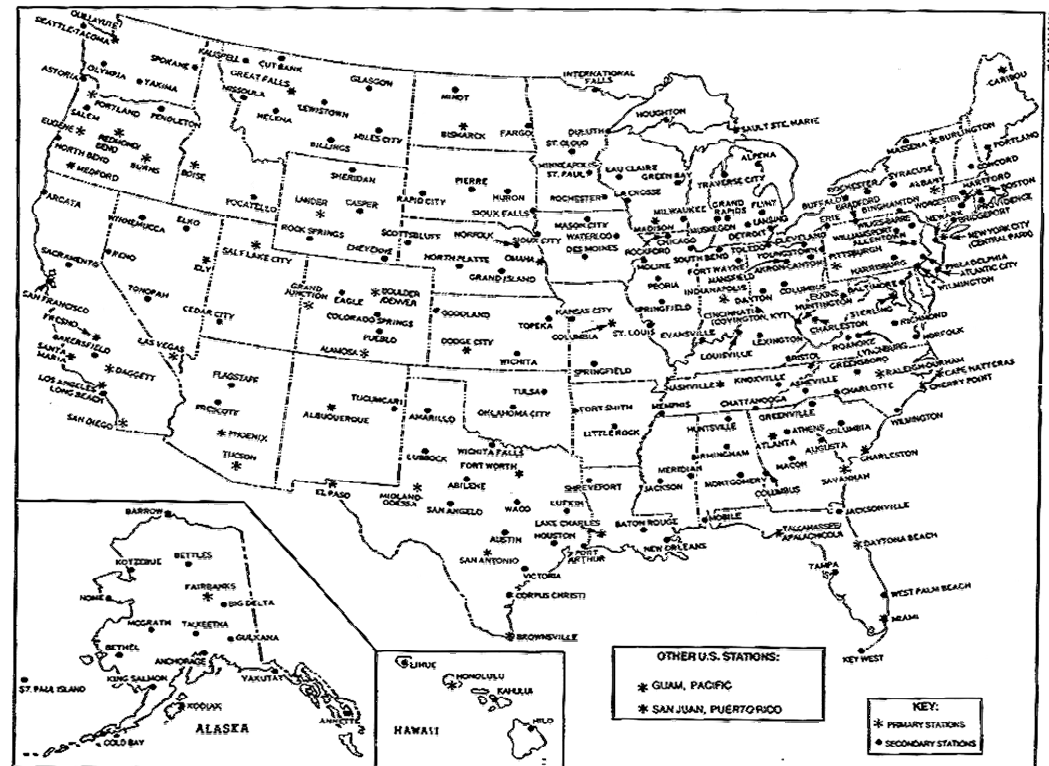 QUILLAYUTE
SEATTLE-TACOMA
SPOKANE
KALISPELL
CUT BANK
GREAT FALLS
GLASGOW
MISSOULA
LEWISTOWN
HELENA
MILES CITY
BILLINGS
ASTORIA
OLYMPIA
YAKIMA
PORTLAND
SALEM
PENDLETON
EUGENE
REDMOND/
BEND
NORTH BEND
BURNS
MEDFORD
BOISE
POCATELLO
MINOT
BISMARCK
FARGO
INTERNATIONAL
FALLS
DULUTH
ST. CLOUD
MINNEAPOLIS
ST. PAUL
ROCHESTER
HOUGHTON
SAULT STE. MARIE
EAU CLAIRE
GREEN BAY
LACROSSE
TRAVERSE CITY
ALPENA
CARIBOU
BURLINGTON
MASSENA
PORTLAND
CONCORD
SYRACUSE
ROCHESTER
ALBANY
HARTFORD
BOSTON
WORCESTER
PROVIDENCE
BUFFALO
BRADFORD
BINGHAMTON
BRIDGEPORT
ERIE
NEWARK
NEW YORK CITY
(CENTRAL PARK)
WILLIAMSPORT
ALLENTOWN
PITTSBURGH
HARRISBURG
PHILADELPHIA
ATLANTIC CITY
WILMINGTON
SHERIDAN
LANDER
CASPER
ROCK SPRINGS
CHEYENNE
RAPID CITY
PIERRE
HURON
SIOUX FALLS
SCOTTSBLUFF
NORFOLK
SIOUX CITY
NORTH PLATTE
OMAHA
GRAND ISLAND
MASON CITY
WATERLOO
DES MOINES
MILWAUKEE
MADISON
CHICAGO
ROCKFORD
MOLINE
GRAND
RAPIDS
FLINT
MUSKEGON
LANSING
DETROIT
SOUTH BEND
TOLEDO
CLEVELAND
YOUNGSTOWN
FORT WAYNE
AKRON-CANTON
MANSFIELD
PEORIA
INDIANAPOLIS
DAYTON
COLUMBUS
SPRINGFIELD
CINCINNATI
(COVINGTON, KY)
HUNTINGTON
ELKINS
BALTIMORE
STERLING
ARCATA
WINNEMUCCA
ELKO
RENO
SALT LAKE CITY
ELY
SACRAMENTO
SAN FRANCISCO
TONOPAH
FRESNO
BAKERSFIELD
SANTA
MARIA
DAGGETT
LAS VEGAS
CEDAR CITY
LOS ANGELES
LONG BEACH
SAN DIEGO
GRAND
JUNCTION
EAGLE
BOULDER
/DENVER
COLORADO SPRINGS
PUEBLO
ALAMOSA
GOODLAND
TOPEKA
DODGE CITY
WICHITA
KANSAS CITY
COLUMBIA
ST. LOUIS
SPRINGFIELD
EVANSVILLE
LOUISVILLE
LEXINGTON
CHARLESTON
RICHMOND
ROANOKE
LYNBURG
NORFOLK
BRISTOL
GREENSBORO
RALEIGH/DURHAM
CAPE HATTERAS
CHERRY POINT
FLAGSTAFF
PRESCOTT
PHOENIX
TUCSON
ALBUQUERQUE
TUCUMCARI
AMARILLO
TULSA
OKLAHOMA CITY
FORT SMITH
LITTLE ROCK
MEMPHIS
NASHVILLE
KNOXVILLE
ASHEVILLE
CHARLOTTE
CHATTANOOGA
GREENVILLE
WILMINGTON
HUNTSVILLE
ATHENS
COLUMBIA
ATLANTA
AUGUSTA
CHARLESTON
BIRMINGHAM
MACON
SAVANNAH
LUBBOCK
WICHITA FALLS
FORT WORTH
EL PASO
MIDLAND-
ODESSA
ABILENE
SAN ANGELO
WACO
LUFKIN
SHREVEPORT
JACKSON
MERIDIAN
MONTGOMERY
COLUMBUS
JACKSONVILLE
MOBILE
TALLAHASSEE/
APALACHICOLA
DAYTONA BEACH
LAKE CHARLES
BATON ROUGE
AUSTIN
HOUSTON
PORT
ARTHUR
NEW ORLEANS
SAN ANTONIO
VICTORIA
CORPUS CHRISTI
BROWNSVILLE
TAMPA
WEST PALM BEACH
MIAMI
KEY WEST
BARROW
KOTZEBUE
BETTLES
FAIRBANKS
NOME
BIG DELTA
MCGRATH
TALKEETNA
GULKANA
BETHEL
ANCHORAGE
KING SALMON
YAKUTAT
ST. PAUL ISLAND
KODIAK
ANNETTE
COLD BAY
ALASKA
LIHUE
HONOLULU
KAHULUI
HILO
HAWAII
OTHER U.S. STATIONS:
GUAM, PACIFIC
SAN JUAN, PUERTO RICO
KEY:
PRIMARY STATIONS
SECONDARY STATIONS